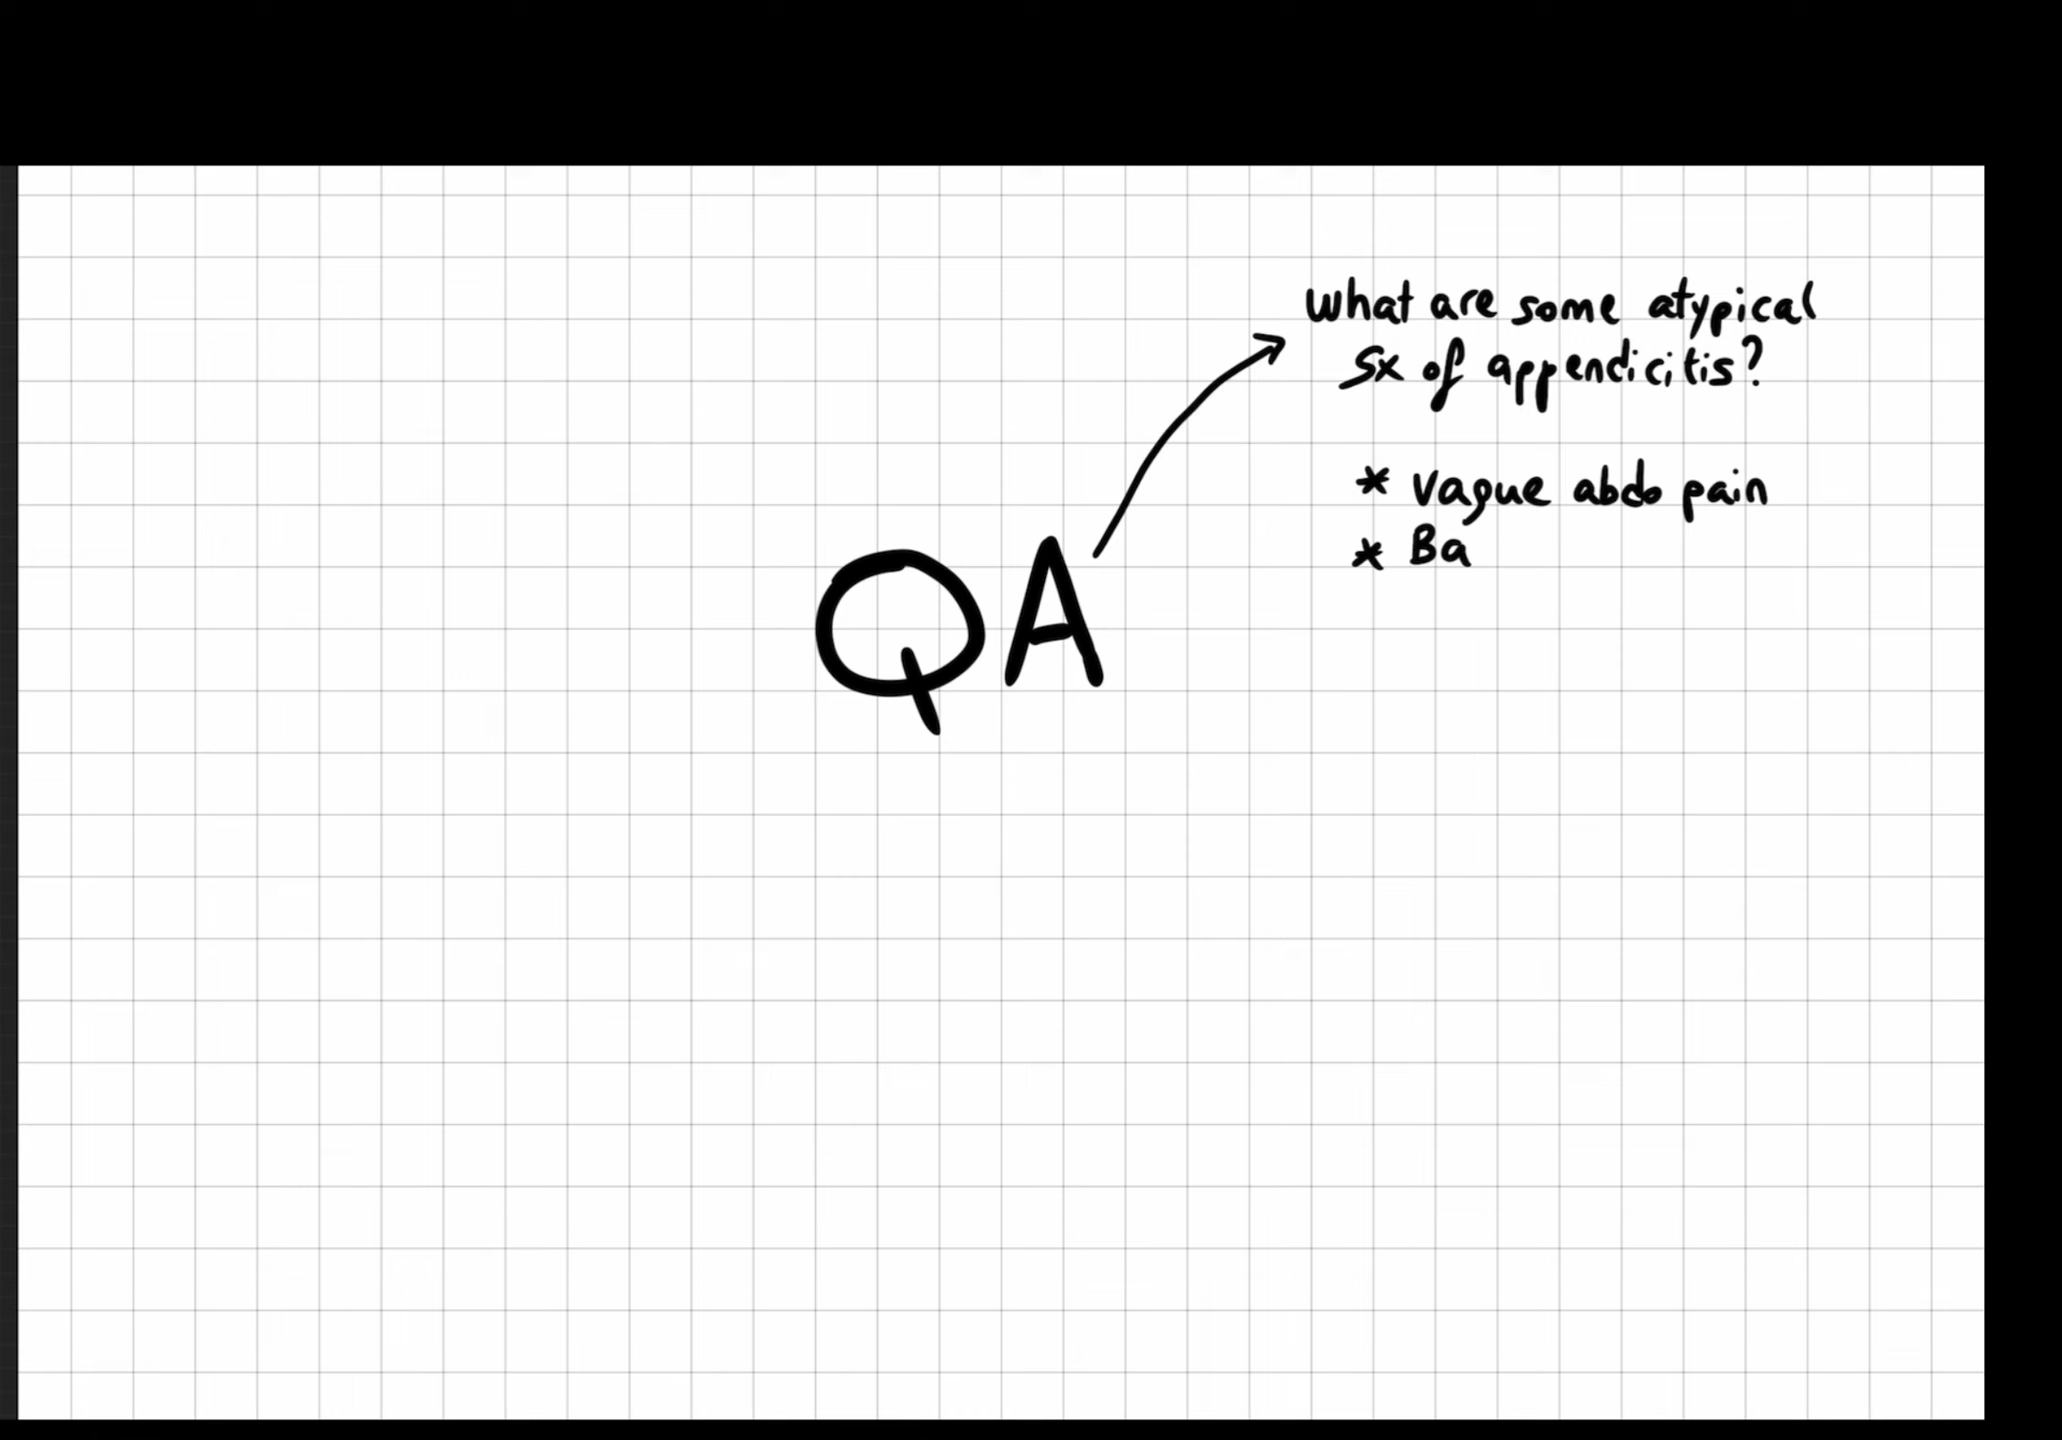 What are some atypical
Sx of appendicitis?
* Vague abdo pain
* Ba
QA